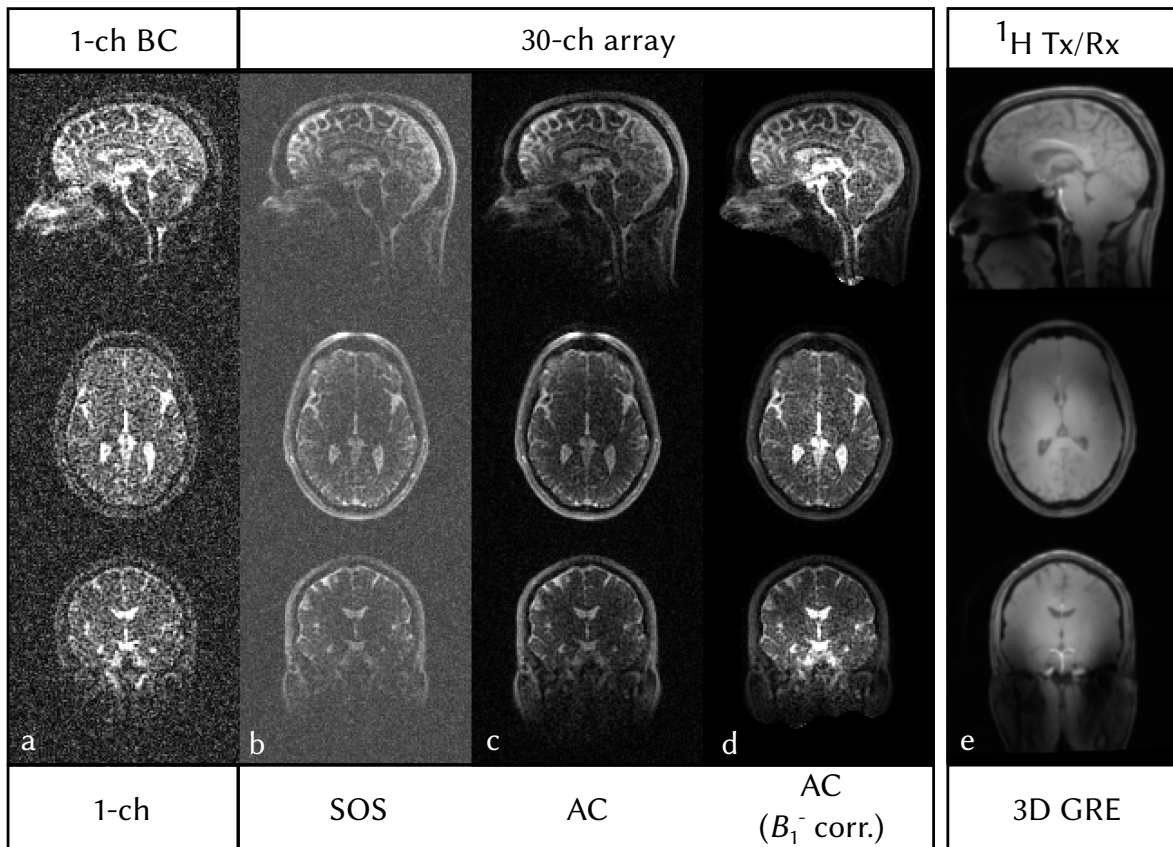 1-ch BC
30-ch array
¹H Tx/Rx
a
b
c
d
e
1-ch
SOS
AC
AC
(B₁⁻ corr.)
3D GRE